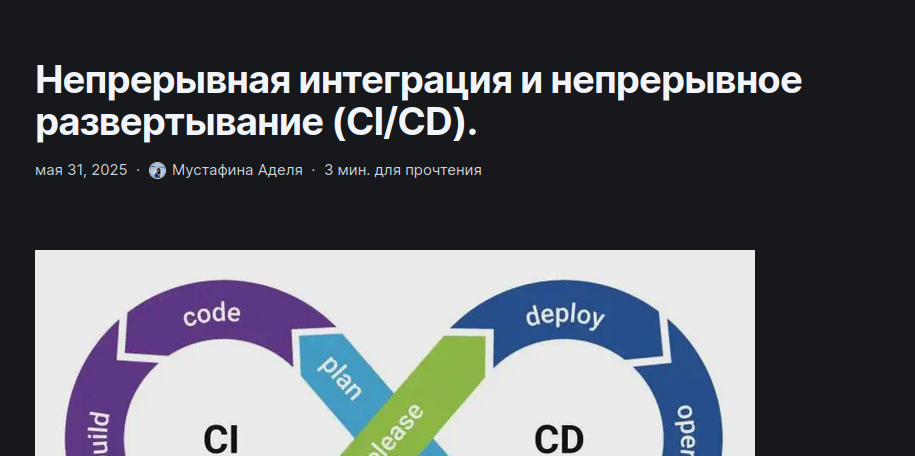 Непрерывная интеграция и непрерывное
развертывание (CI/CD).
мая 31, 2025 · Мустафина Аделя · 3 мин. для прочтения
code
deploy
plan
CI
CD